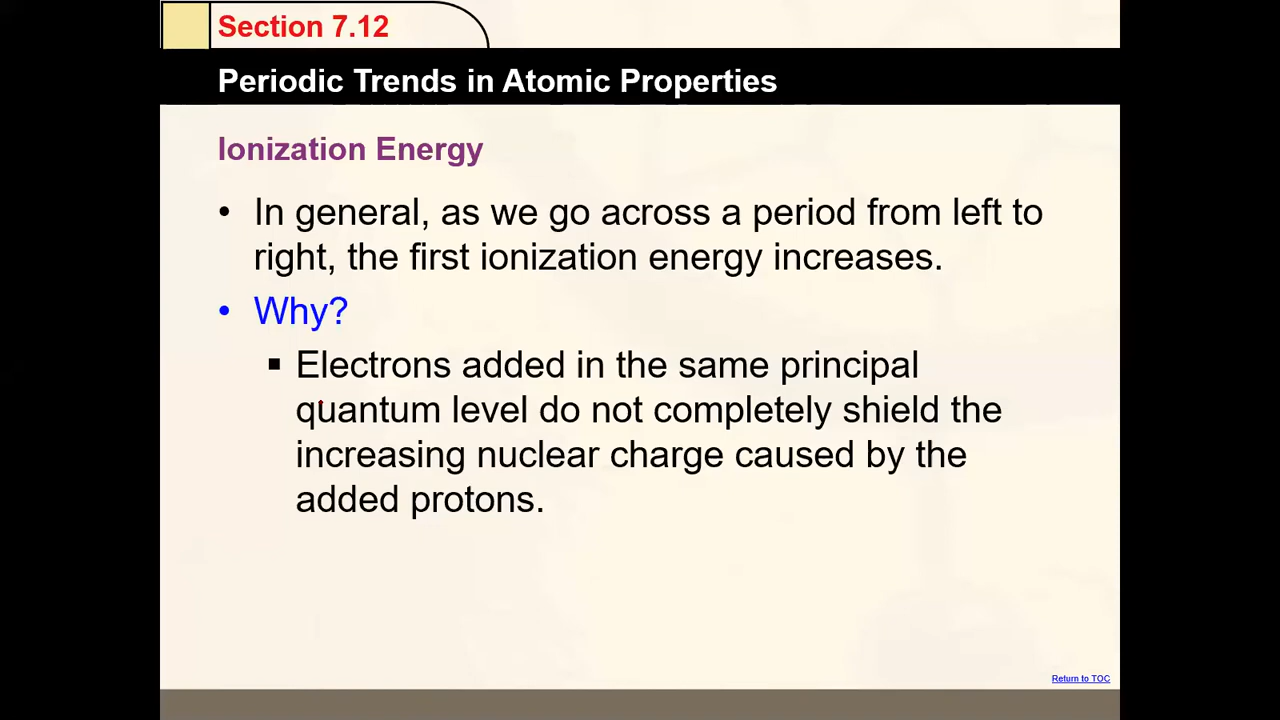 Section 7.12
Periodic Trends in Atomic Properties
Ionization Energy
• In general, as we go across a period from left to
right, the first ionization energy increases.
• Why?
▪ Electrons added in the same principal
quantum level do not completely shield the
increasing nuclear charge caused by the
added protons.
Return to TOC